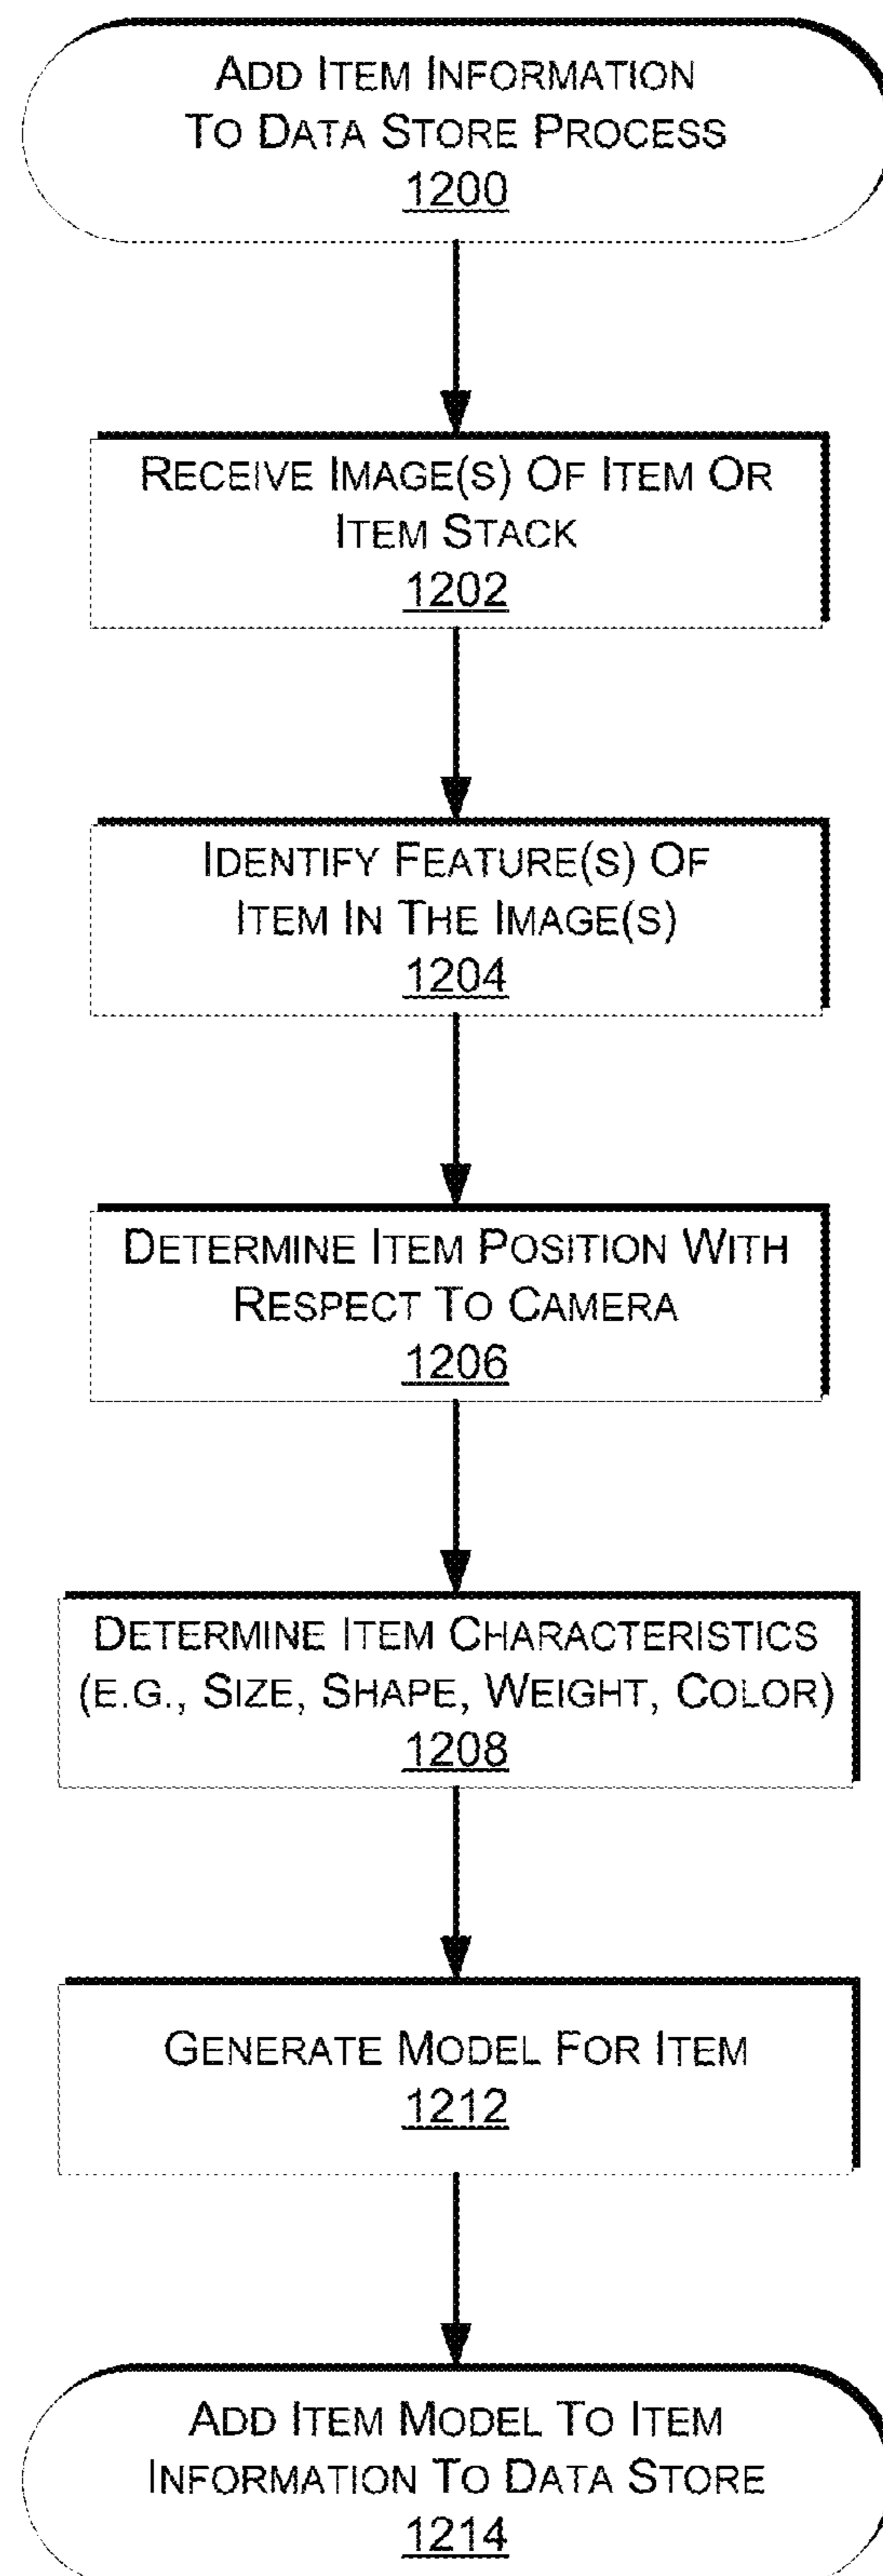 ADD ITEM INFORMATION
TO DATA STORE PROCESS
1200
RECEIVE IMAGE(S) OF ITEM OR
ITEM STACK
1202
IDENTIFY FEATURE(S) OF
ITEM IN THE IMAGE(S)
1204
DETERMINE ITEM POSITION WITH
RESPECT TO CAMERA
1206
DETERMINE ITEM CHARACTERISTICS
(E.G., SIZE, SHAPE, WEIGHT, COLOR)
1208
GENERATE MODEL FOR ITEM
1212
ADD ITEM MODEL TO ITEM
INFORMATION TO DATA STORE
1214